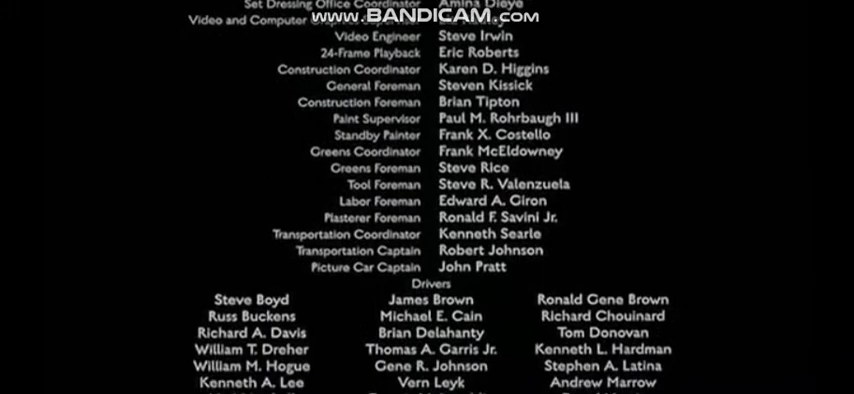 Set Dressing Office Coordinator Amina Dieye
www.BANDICAM.com
Video and Computer
Video Engineer Steve Irwin
24-Frame Playback Eric Roberts
Construction Coordinator Karen D. Higgins
General Foreman Steven Kissick
Construction Foreman Brian Tipton
Paint Supervisor Paul M. Rohrbaugh III
Standby Painter Frank X. Costello
Greens Coordinator Frank McEldowney
Greens Foreman Steve Rice
Tool Foreman Steve R. Valenzuela
Labor Foreman Edward A. Giron
Plasterer Foreman Ronald F. Savini Jr.
Transportation Coordinator Kenneth Searle
Transportation Captain Robert Johnson
Picture Car Captain John Pratt
Drivers
Steve Boyd James Brown Ronald Gene Brown
Russ Buckens Michael E. Cain Richard Chouinard
Richard A. Davis Brian Delahanty Tom Donovan
William T. Dreher Thomas A. Garris Jr. Kenneth L. Hardman
William M. Hogue Gene R. Johnson Stephen A. Latina
Kenneth A. Lee Vern Leyk Andrew Marrow